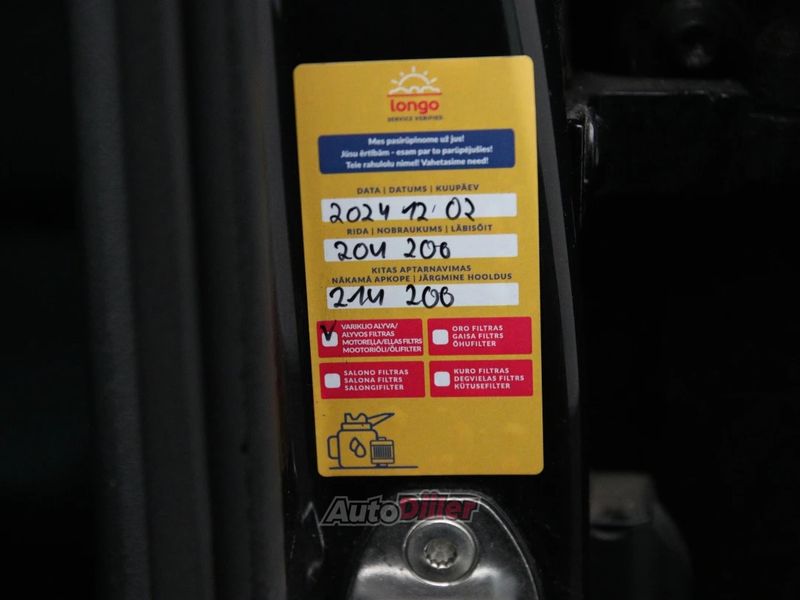 longo
SERVICE VERIFIED
Mes pasirūpinome už jus!
Jūsu ērtībām - esam par to parūpējušies!
Teie rahulolu nimel! Vahetasime need!
DATA | DATUMS | KUUPÄEV
2024 12 02
RIDA | NOBRAUKUMS | LÄBISÕIT
204 206
KITAS APTARNAVIMAS
NĀKAMĀ APKOPE | JÄRGMINE HOOLDUS
214 206
V
VARIKLIO ALYVA/
ALYVOS FILTRAS
MOTOREĻĻA/EĻĻAS FILTRS
MOOTORIÕLI/ÕLIFILTER
ORO FILTRAS
GAISA FILTRS
ÕHUFILTER
SALONO FILTRAS
SALONA FILTRS
SALONGIFILTER
KURO FILTRAS
DEGVIELAS FILTRS
KÜTUSEFILTER
AutoDiler